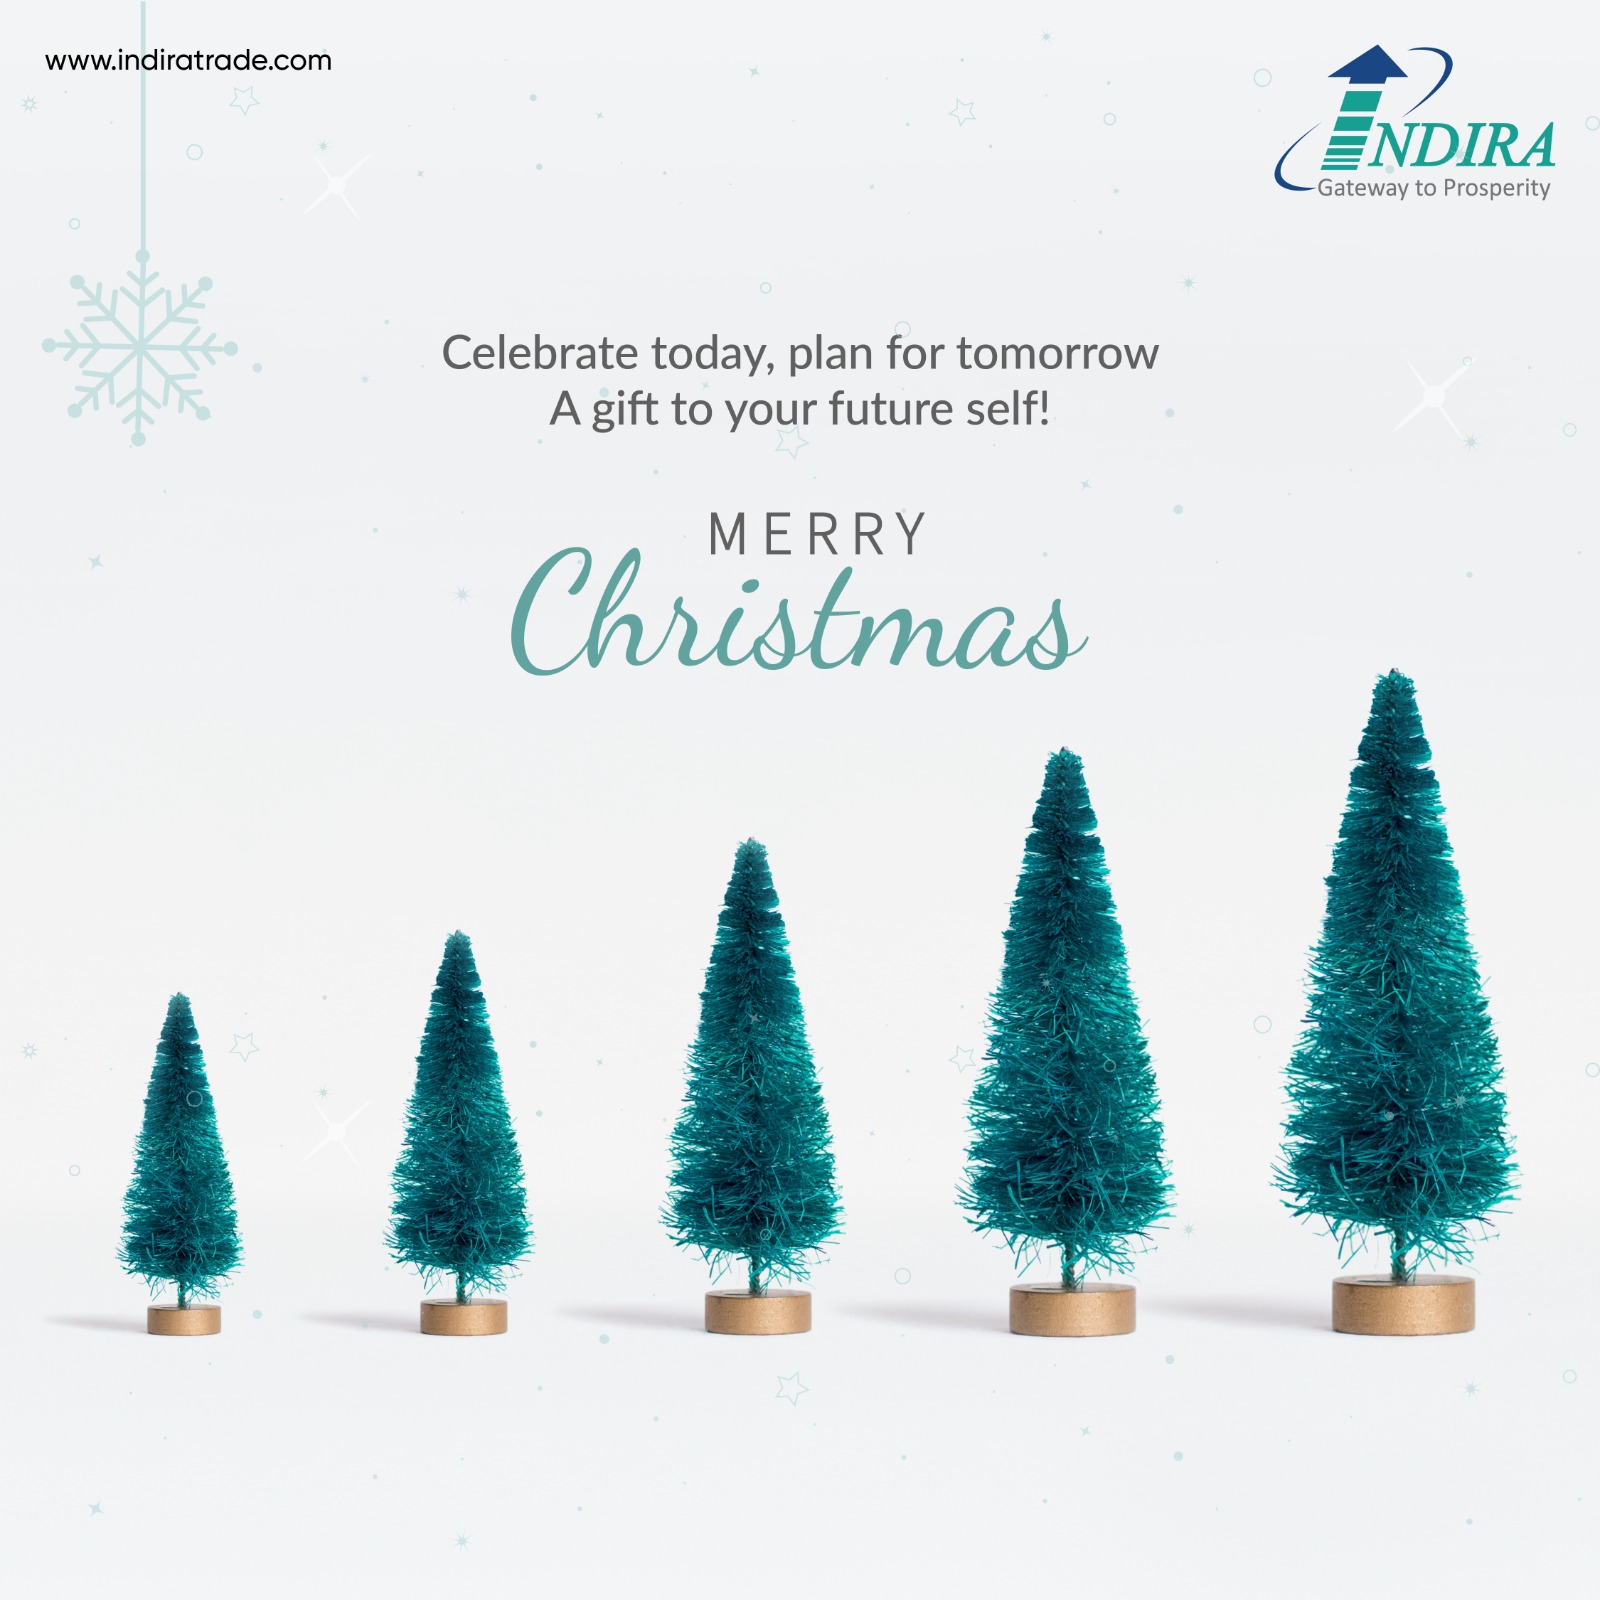 www.indiratrade.com
INDIRA
Gateway to Prosperity
Celebrate today, plan for tomorrow
A gift to your future self!
MERRY
Christmas